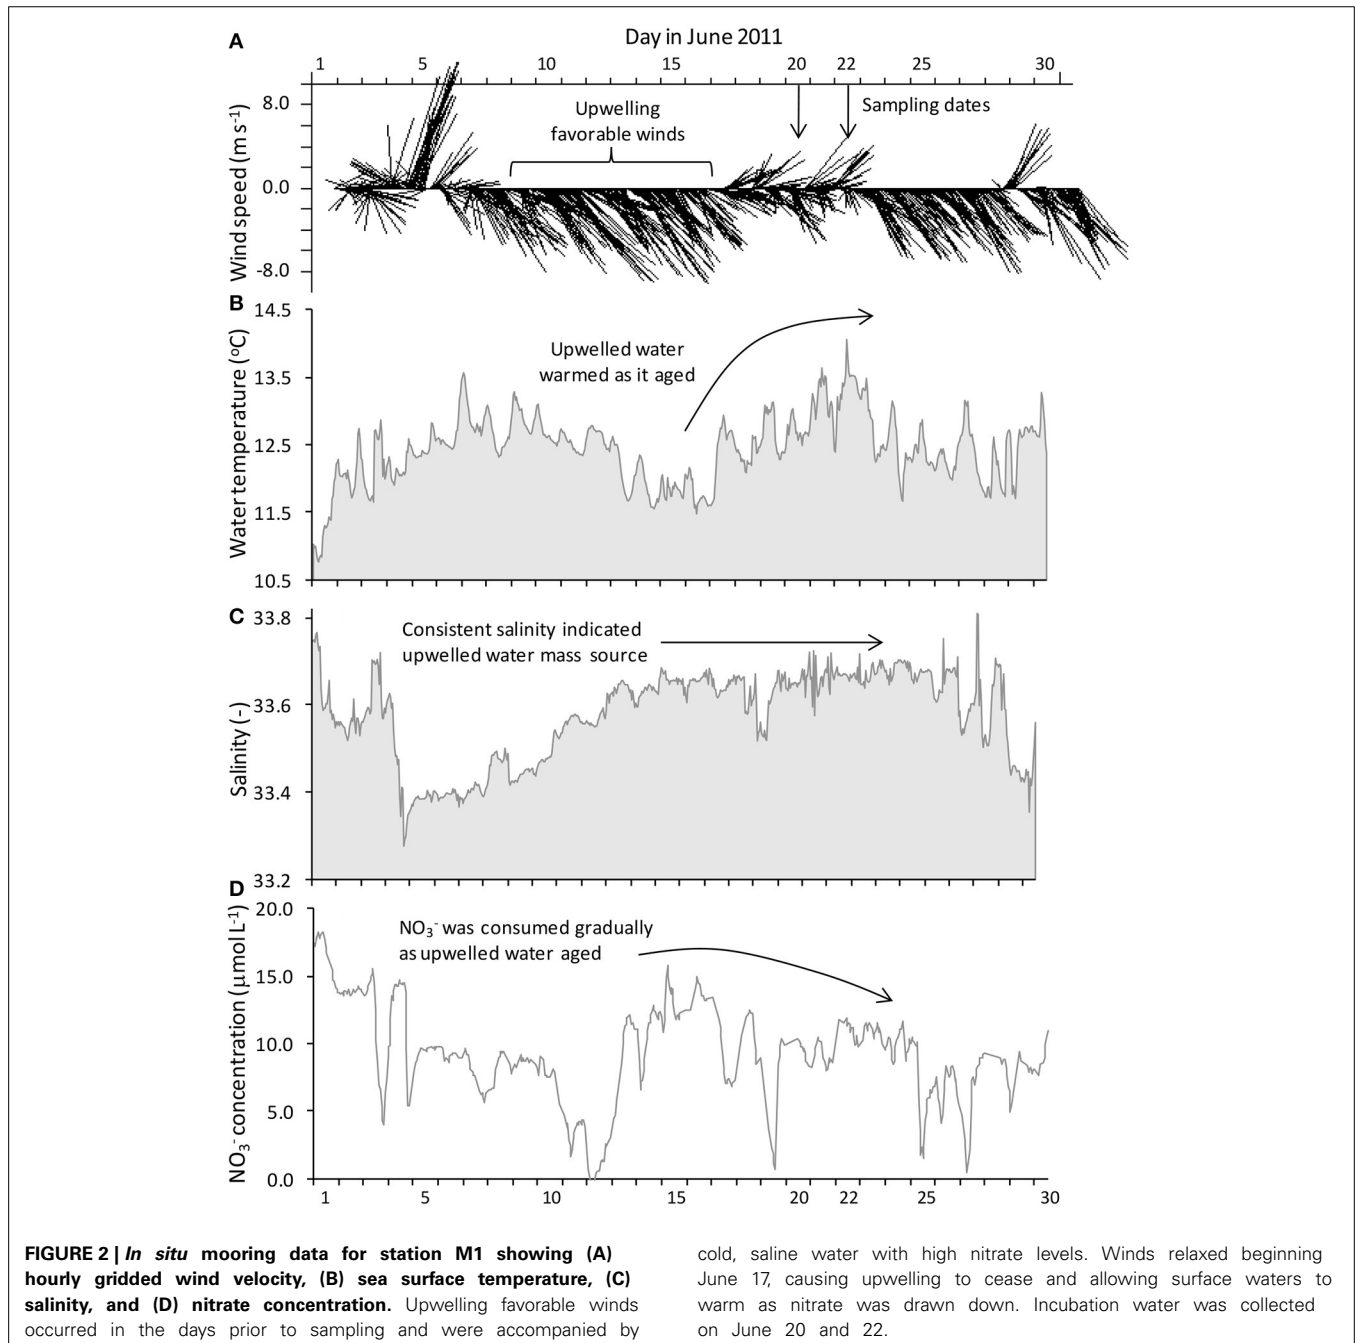 A
Day in June 2011
1 5 10 15 20 22 25 30
Wind speed (m s-1)
8.0
0.0
-8.0
Upwelling
favorable winds
Sampling dates
B
Water temperature (oC)
14.5
13.5
12.5
11.5
10.5
Upwelled water
warmed as it aged
C
Salinity (-)
33.8
33.6
33.4
33.2
Consistent salinity indicated
upwelled water mass source
D
NO3- concentration (μmol L-1)
20.0
15.0
10.0
5.0
0.0
NO3- was consumed gradually
as upwelled water aged
1 5 10 15 20 22 25 30
FIGURE 2 | In situ mooring data for station M1 showing (A)
hourly gridded wind velocity, (B) sea surface temperature, (C)
salinity, and (D) nitrate concentration. Upwelling favorable winds
occurred in the days prior to sampling and were accompanied by
cold, saline water with high nitrate levels. Winds relaxed beginning
June 17, causing upwelling to cease and allowing surface waters to
warm as nitrate was drawn down. Incubation water was collected
on June 20 and 22.